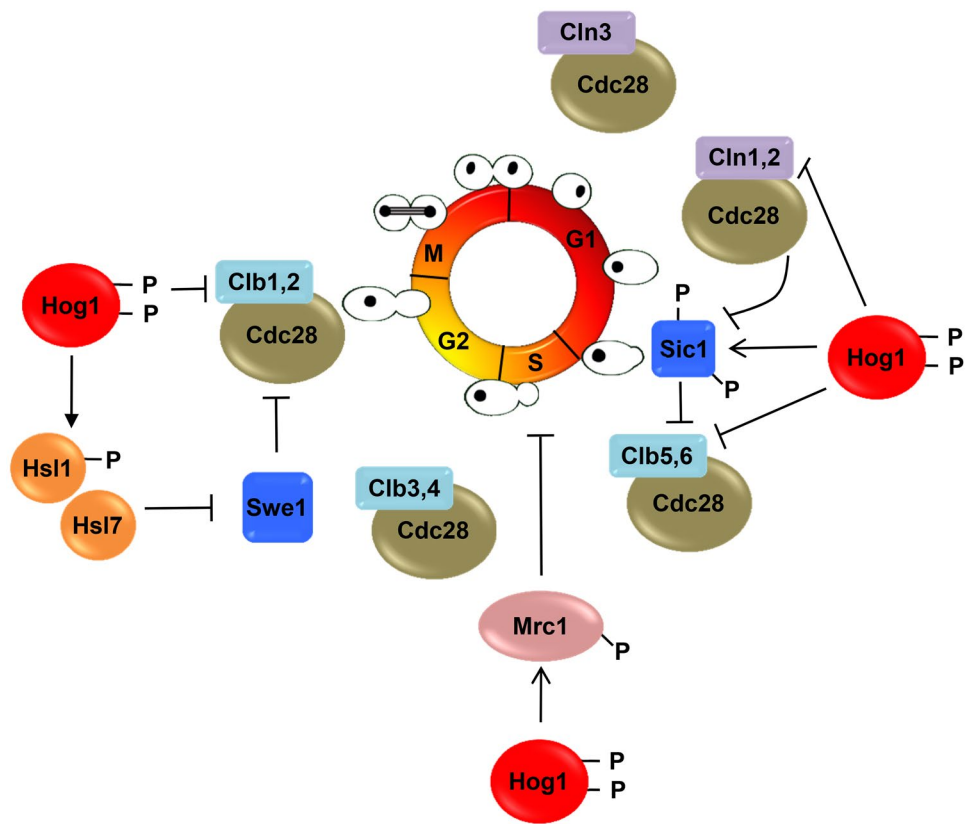 Cln3
Cdc28
Cln1,2
Cdc28
G1
M
G2
S
P
Sic1
P
Hog1
P
P
Clb5,6
Cdc28
Hog1
P
P
Clb1,2
Cdc28
Hsl1
P
Hsl7
Swe1
Clb3,4
Cdc28
Mrc1
P
Hog1
P
P